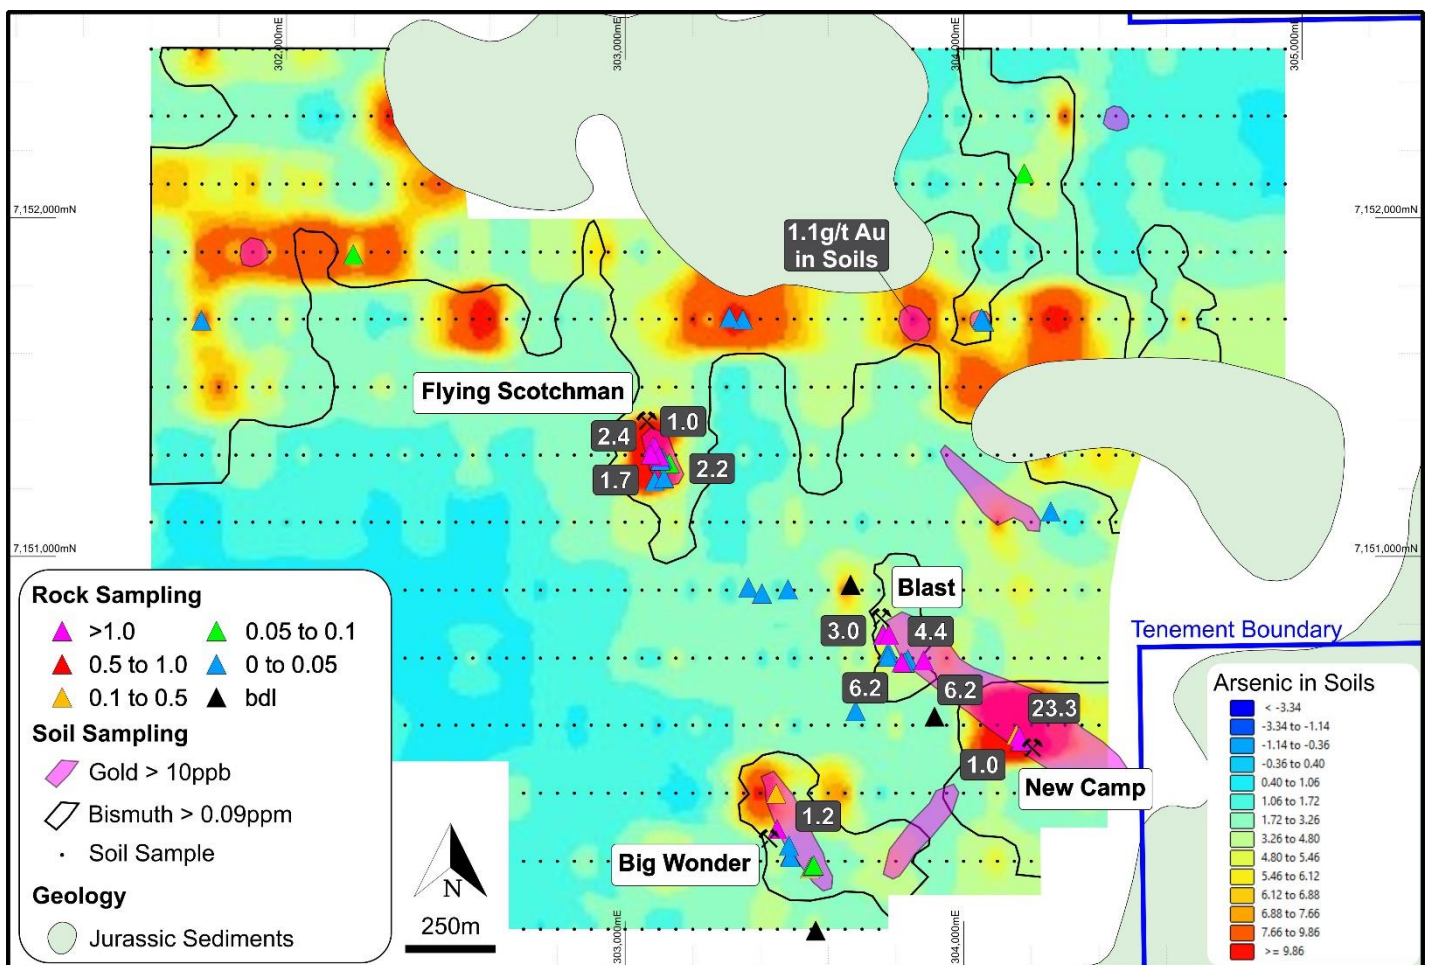 302,000mE
303,000mE
304,000mE
305,000mE
7,152,000mN
7,152,000mN
1.1g/t Au
in Soils
Flying Scotchman
1.0
2.4
2.2
1.7
7,151,000mN
7,151,000mN
Blast
3.0
4.4
6.2
6.2
23.3
1.0
New Camp
1.2
Big Wonder
Tenement Boundary
Rock Sampling
>1.0
0.05 to 0.1
0.5 to 1.0
0 to 0.05
0.1 to 0.5
bdl
Soil Sampling
Gold > 10ppb
Bismuth > 0.09ppm
Soil Sample
Geology
Jurassic Sediments
N
250m
303,000mE
304,000mE
Arsenic in Soils
< -3.34
-3.34 to -1.14
-1.14 to -0.36
-0.36 to 0.40
0.40 to 1.06
1.06 to 1.72
1.72 to 3.26
3.26 to 4.80
4.80 to 5.46
5.46 to 6.12
6.12 to 6.88
6.88 to 7.66
7.66 to 9.86
>= 9.86